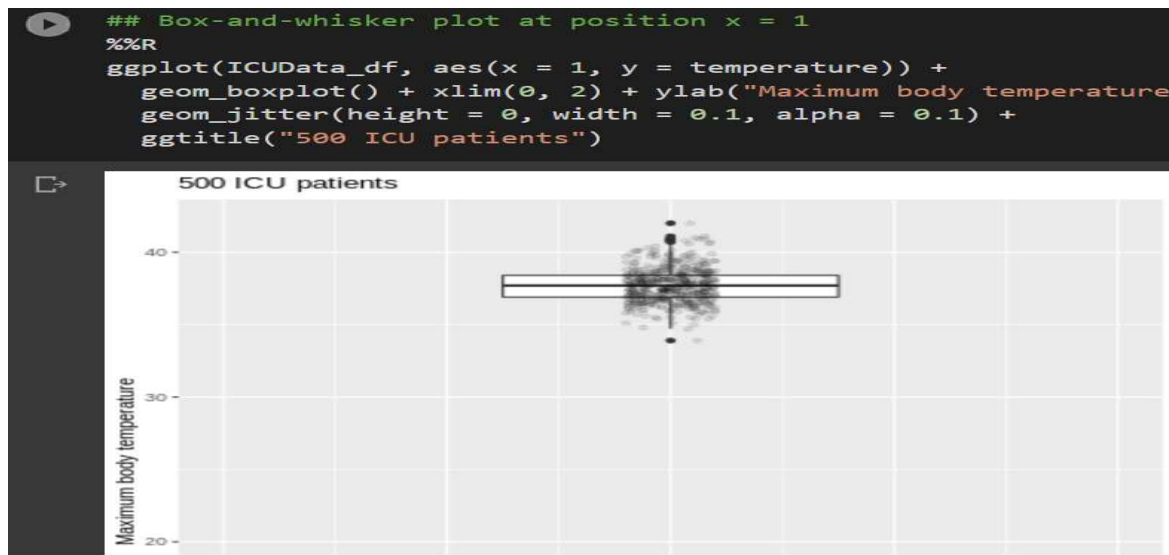 ## Box-and-whisker plot at position x = 1
%%R
ggplot(ICUData_df, aes(x = 1, y = temperature)) +
geom_boxplot() + xlim(0, 2) + ylab("Maximum body temperature
geom_jitter(height = 0, width = 0.1, alpha = 0.1) +
ggtitle("500 ICU patients")
500 ICU patients
40
30
20
Maximum body temperature